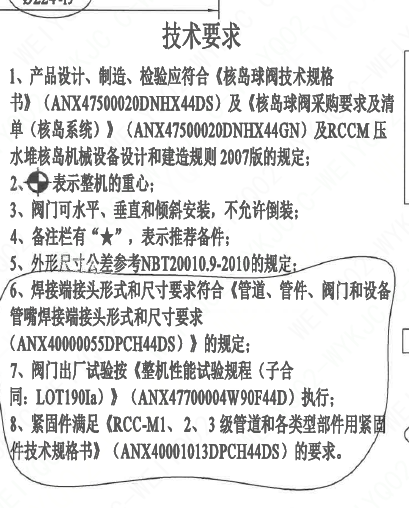 技术要求
1、产品设计、制造、检验应符合《核岛球阀技术规格
书》（ANX47500020DNHX44DS）及《核岛球阀采购要求及清
单（核岛系统）》（ANX47500020DNHX44GN）及RCCM 压
水堆核岛机械设备设计和建造规则 2007版的规定；
2、表示整机的重心；
3、阀门可水平、垂直和倾斜安装，不允许倒装；
4、备注栏有“★”，表示推荐备件；
5、外形尺寸公差参考NBT20010.9-2010的规定；
6、焊接端接头形式和尺寸要求符合《管道、管件、阀门和设备
管嘴焊接端接头形式和尺寸要求
（ANX40000055DPCH44DS）》的规定；
7、阀门出厂试验按《整机性能试验规程（子合
同：LOT190Ia）》（ANX47700004W90F44D）执行；
8、紧固件满足《RCC-M1、2、3 级管道和各类型部件用紧固
件技术规格书》（ANX40001013DPCH44DS）的要求。